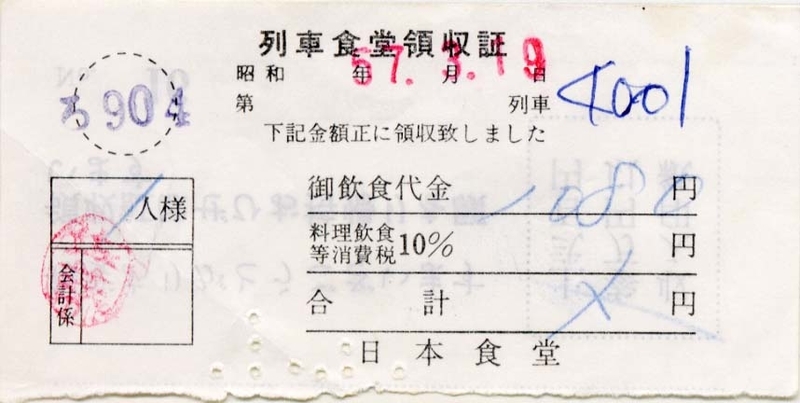 列車食堂領収証
昭和 57年 3月 19日
ろ904
第 4001 列車
下記金額正に領収致しました
1人様
御飲食代金 1080 円
料理飲食等消費税 10% 円
合計 円
会計係
日本食堂